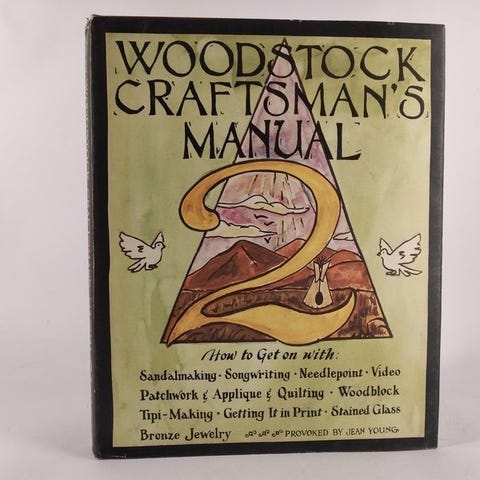 WOODSTOCK
CRAFTSMAN'S
MANUAL
2
How to Get on with:
Sandalmaking · Songwriting · Needlepoint · Video
Patchwork & Applique & Quilting · Woodblock
Tipi-Making · Getting It in Print · Stained Glass
Bronze Jewelry PROVOKED BY JEAN YOUNG